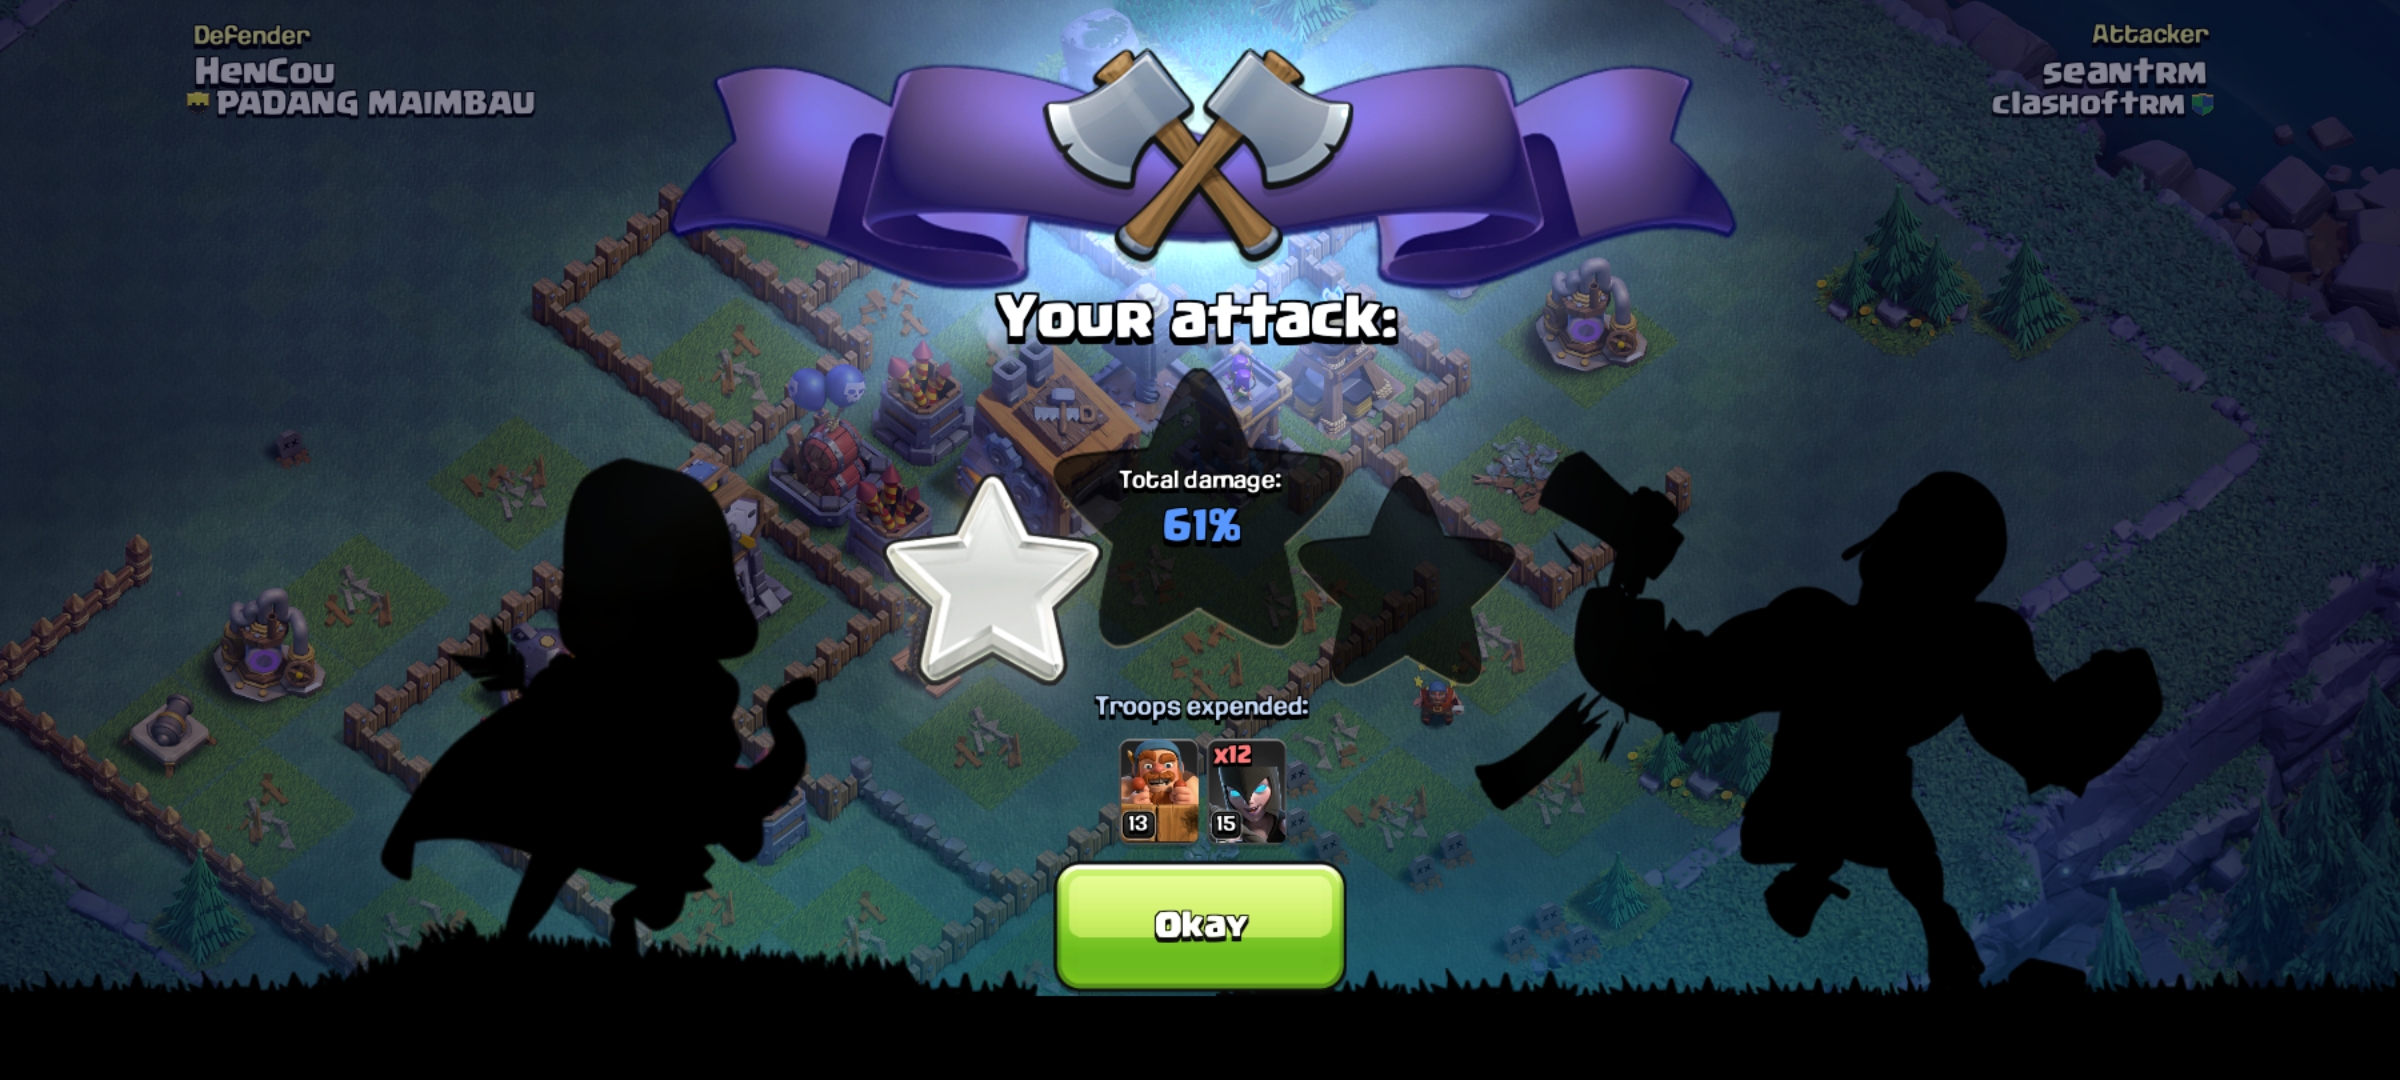 Defender
HenCou
PADANG MAIMBAU
Attacker
seantRM
clashoftRM
Your attack:
Total damage:
61%
Troops expended:
x12
13
15
Okay